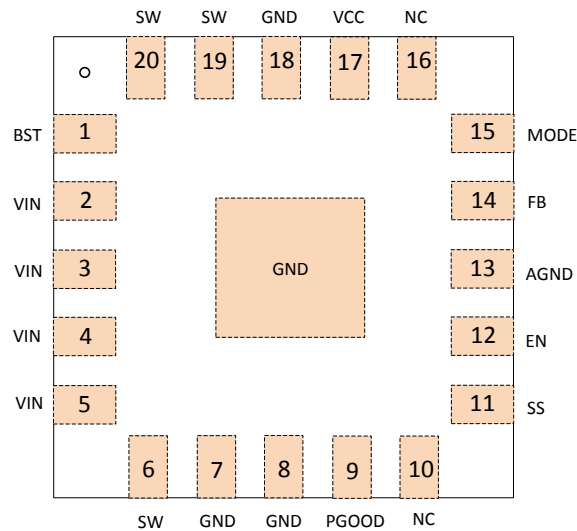 SW SW GND VCC NC
20 19 18 17 16
BST 1 15 MODE
VIN 2 14 FB
VIN 3 GND 13 AGND
VIN 4 12 EN
VIN 5 11 SS
6 7 8 9 10
SW GND GND PGOOD NC